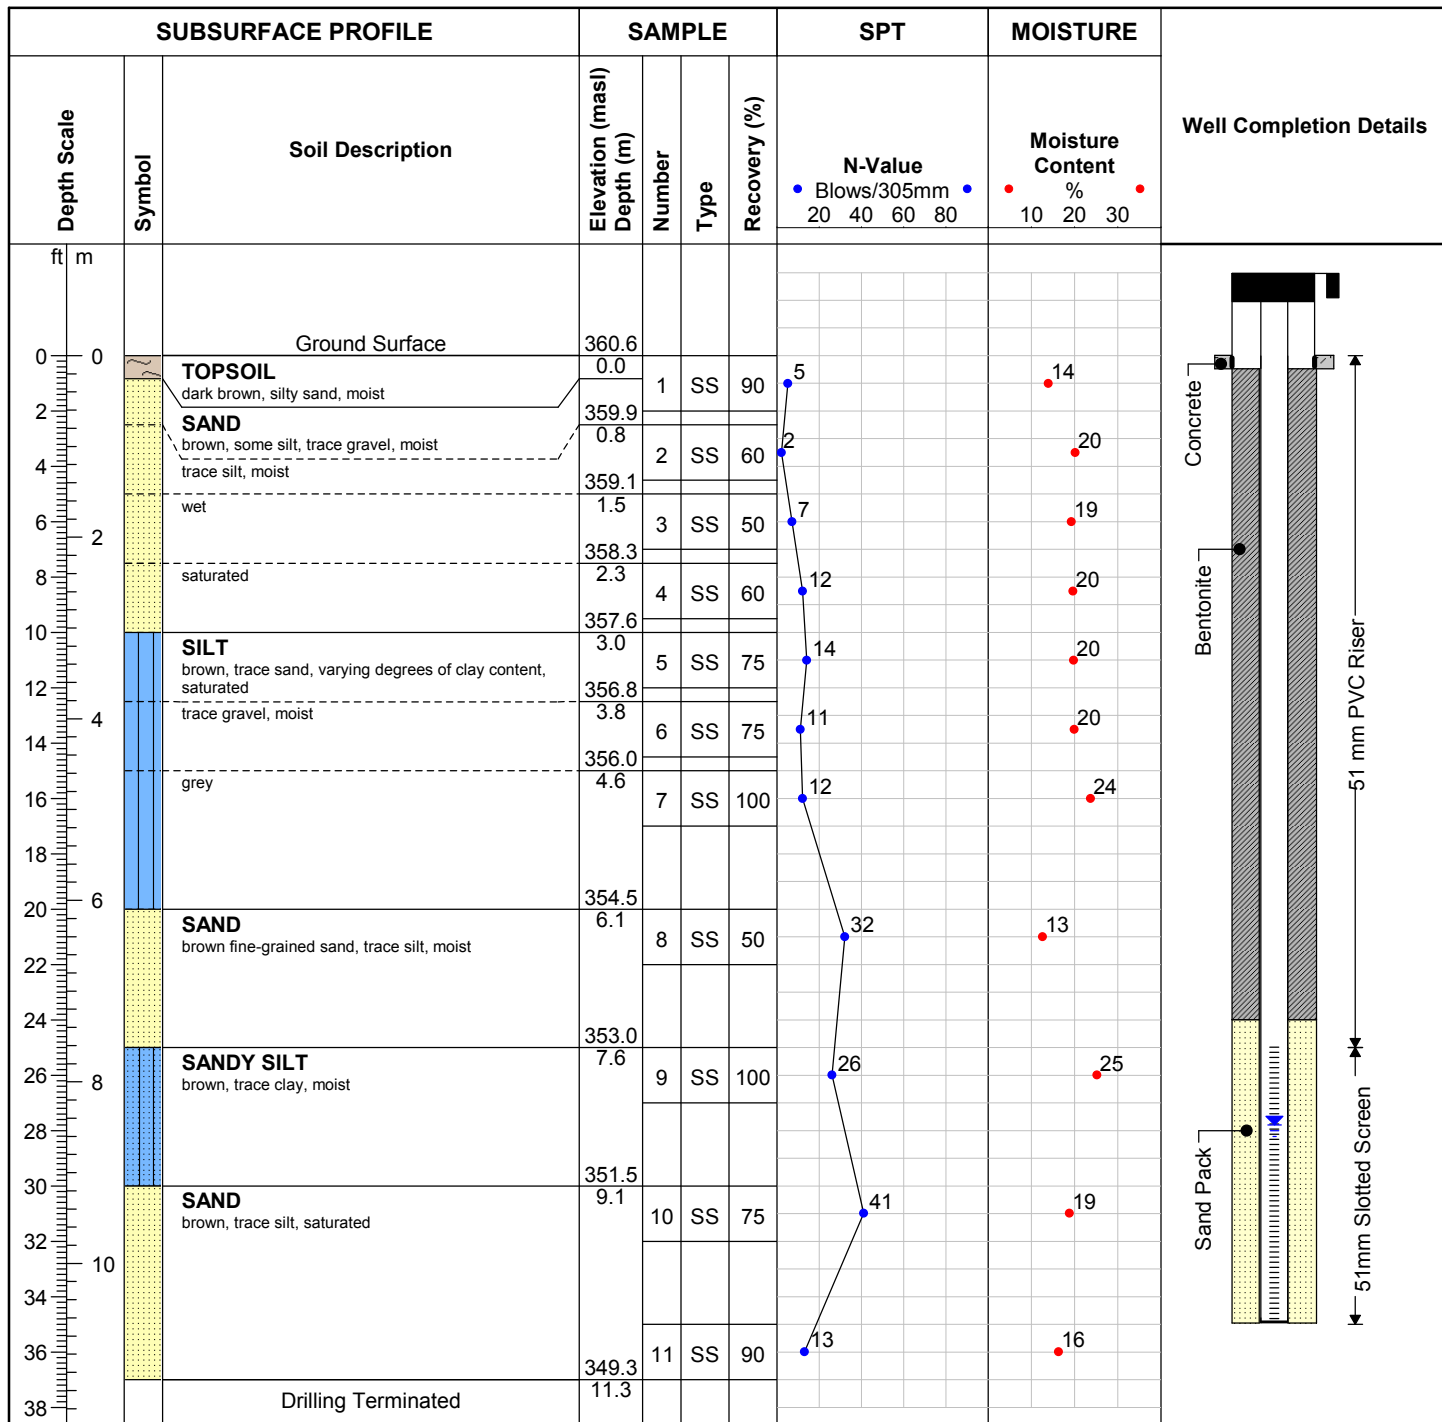 SUBSURFACE PROFILE
SAMPLE
SPT
MOISTURE
Well Completion Details
Depth Scale
Symbol
Soil Description
Elevation (masl)
Depth (m)
Number
Type
Recovery (%)
N-Value
Blows/305mm
20 40 60 80
Moisture
Content
%
10 20 30
ft m
Ground Surface
360.6
0 0
0.0
TOPSOIL
dark brown, silty sand, moist
1 SS 90
5
14
2
359.9
SAND
brown, some silt, trace gravel, moist
0.8
2 SS 60
2
20
4
trace silt, moist
359.1
wet
1.5
3 SS 50
7
19
6
2
358.3
saturated
2.3
4 SS 60
12
20
8
357.6
10
SILT
brown, trace sand, varying degrees of clay content,
saturated
3.0
5 SS 75
14
20
12
356.8
trace gravel, moist
3.8
4
6 SS 75
11
20
14
356.0
grey
4.6
7 SS 100
12
24
16
18
354.5
6
20
SAND
brown fine-grained sand, trace silt, moist
6.1
8 SS 50
32
13
22
24
353.0
SANDY SILT
brown, trace clay, moist
7.6
9 SS 100
26
25
26
8
28
351.5
30
SAND
brown, trace silt, saturated
9.1
10 SS 75
41
19
32
10
34
36
11 SS 90
13
16
349.3
11.3
Drilling Terminated
38
Concrete
Bentonite
51 mm PVC Riser
Sand Pack
51mm Slotted Screen